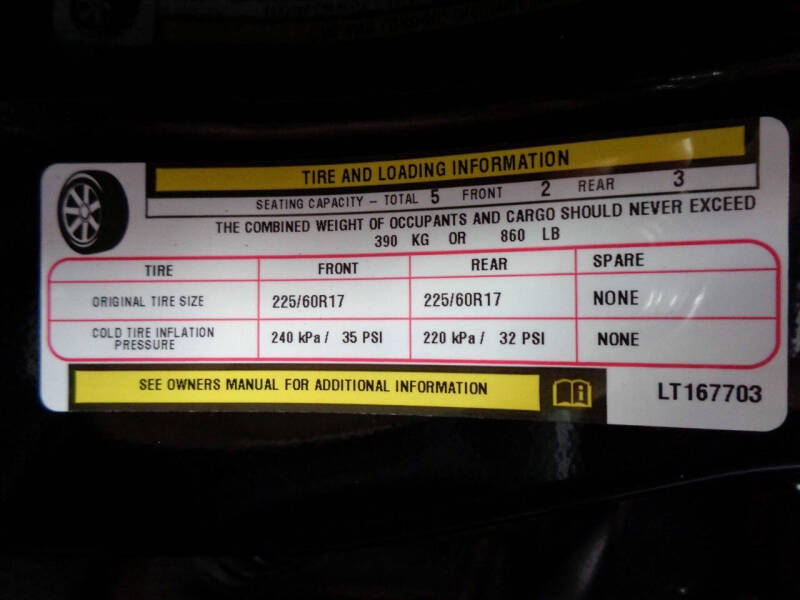 TIRE AND LOADING INFORMATION
SEATING CAPACITY – TOTAL 5 FRONT 2 REAR 3
THE COMBINED WEIGHT OF OCCUPANTS AND CARGO SHOULD NEVER EXCEED
390 KG OR 860 LB
TIRE FRONT REAR SPARE
ORIGINAL TIRE SIZE 225/60R17 225/60R17 NONE
COLD TIRE INFLATION
PRESSURE 240 kPa / 35 PSI 220 kPa / 32 PSI NONE
SEE OWNERS MANUAL FOR ADDITIONAL INFORMATION
LT167703